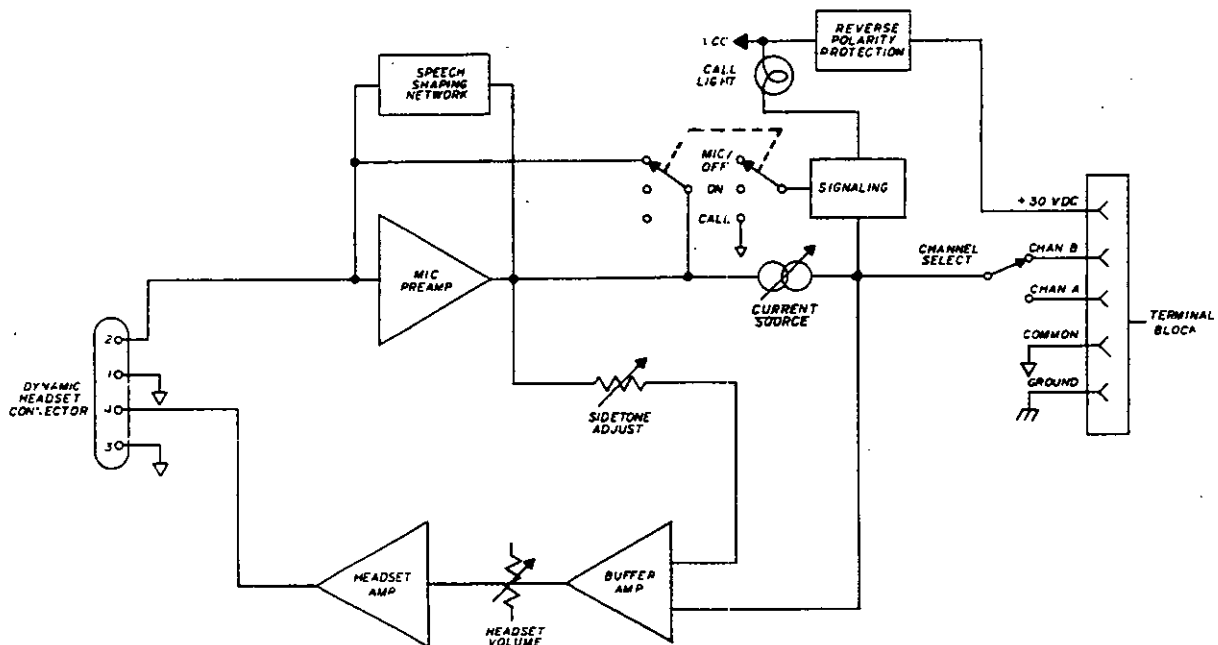 REVERSE
POLARITY
PROTECTION
CALL
LIGHT
SPEECH
SHAPING
NETWORK
MIC/
OFF
ON
CALL
SIGNALING
+30 VDC
CHANNEL
SELECT
CHAN B
CHAN A
COMMON
GROUND
TERMINAL
BLOCK
MIC
PREAMP
CURRENT
SOURCE
2
1
4
3
DYNAMIC
HEADSET
CONNECTOR
SIDETONE
ADJUST
HEADSET
AMP
HEADSET
VOLUME
BUFFER
AMP